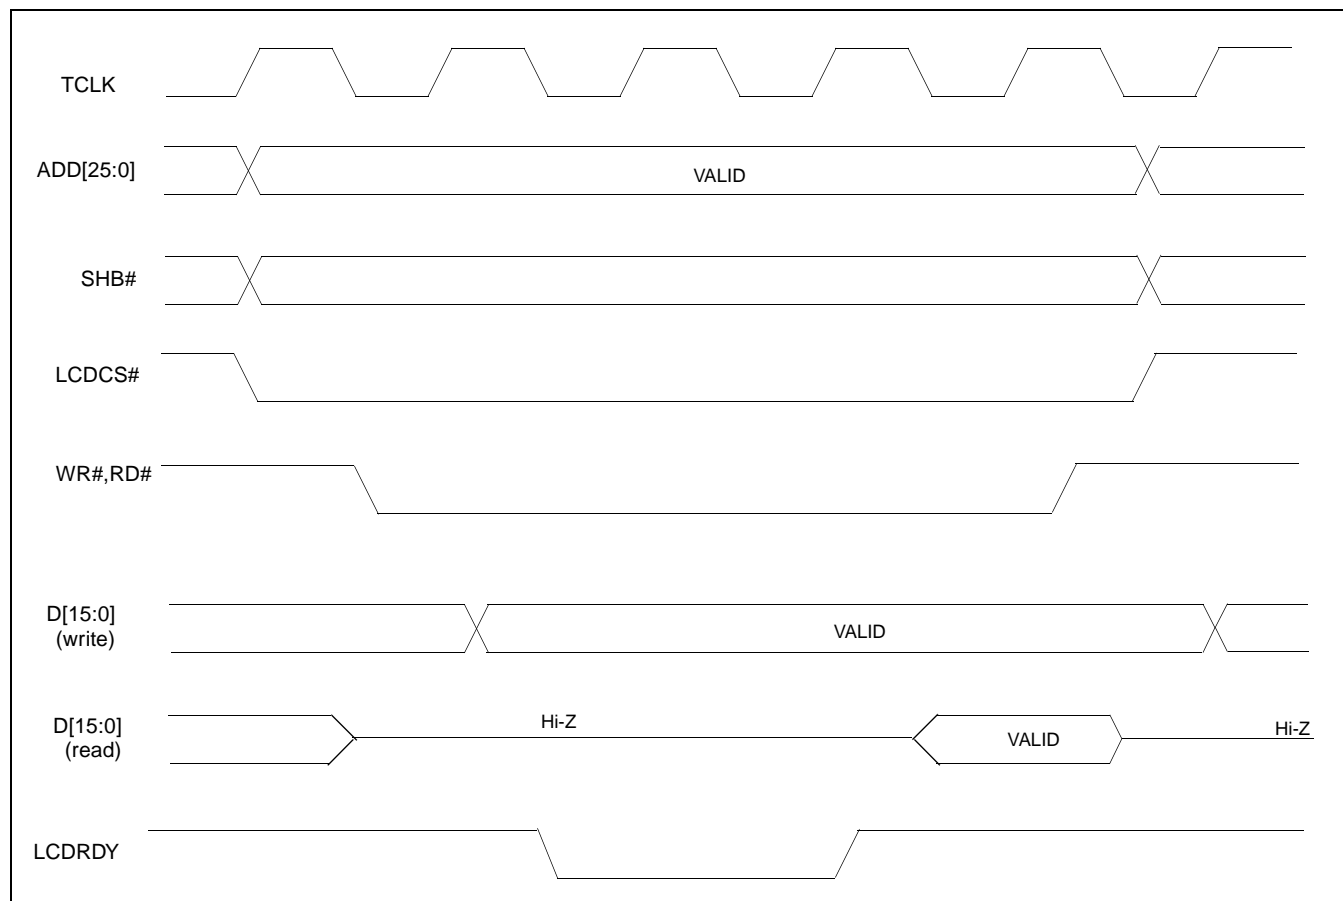 TCLK
ADD[25:0]
VALID
SHB#
LCDCS#
WR#,RD#
D[15:0]
(write)
VALID
D[15:0]
(read)
Hi-Z
VALID
Hi-Z
LCDRDY